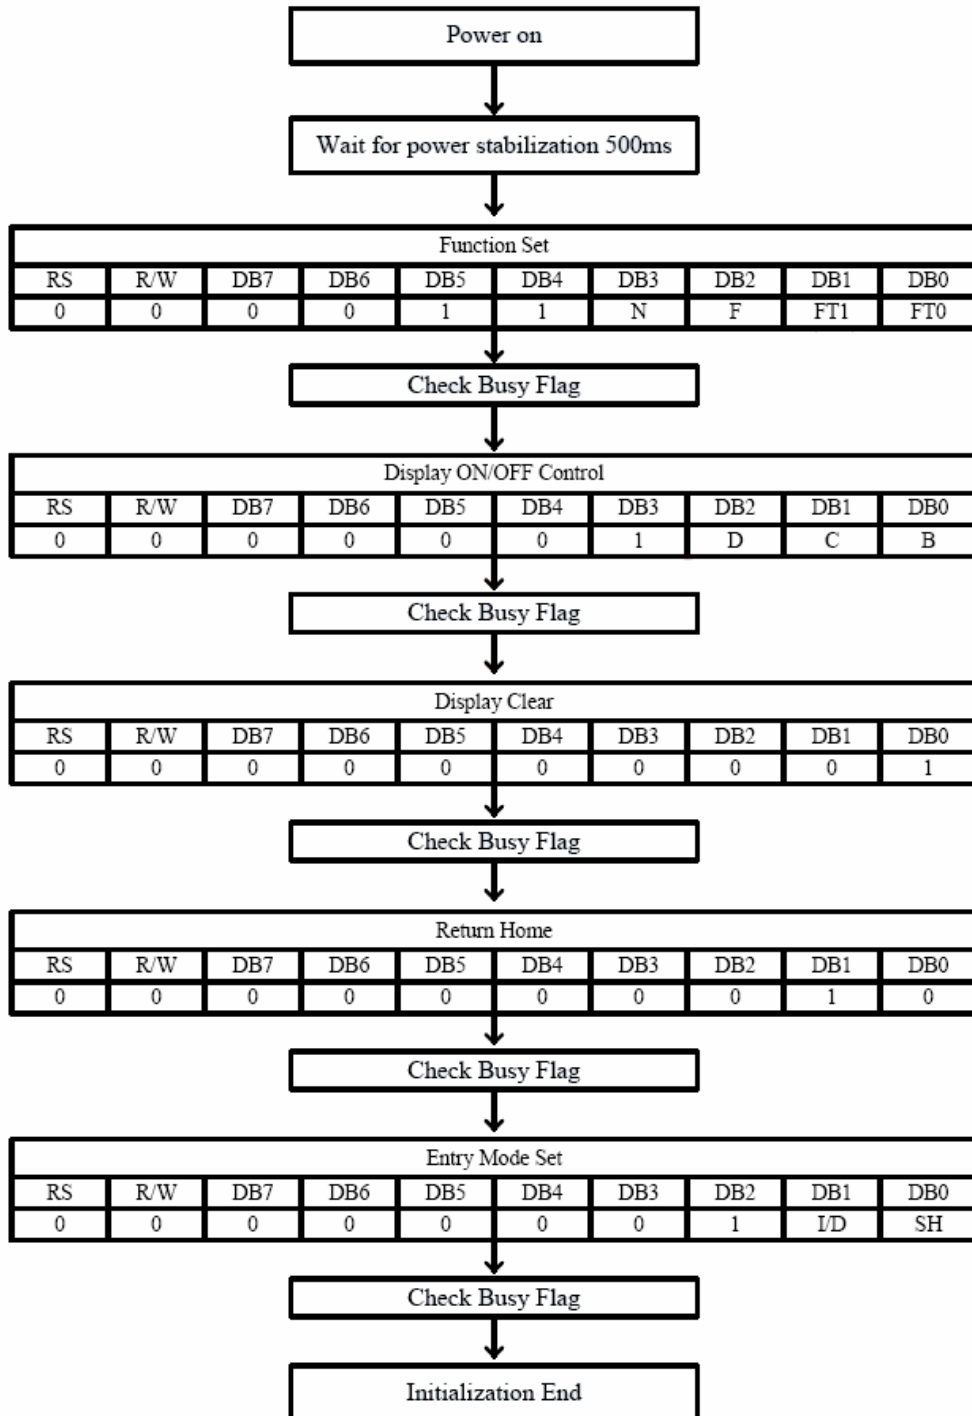 Power on
Wait for power stabilization 500ms
Function Set
RS R/W DB7 DB6 DB5 DB4 DB3 DB2 DB1 DB0
0 0 0 0 1 1 N F FT1 FT0
Check Busy Flag
Display ON/OFF Control
RS R/W DB7 DB6 DB5 DB4 DB3 DB2 DB1 DB0
0 0 0 0 0 0 1 D C B
Check Busy Flag
Display Clear
RS R/W DB7 DB6 DB5 DB4 DB3 DB2 DB1 DB0
0 0 0 0 0 0 0 0 0 1
Check Busy Flag
Return Home
RS R/W DB7 DB6 DB5 DB4 DB3 DB2 DB1 DB0
0 0 0 0 0 0 0 0 1 0
Check Busy Flag
Entry Mode Set
RS R/W DB7 DB6 DB5 DB4 DB3 DB2 DB1 DB0
0 0 0 0 0 0 0 1 I/D SH
Check Busy Flag
Initialization End